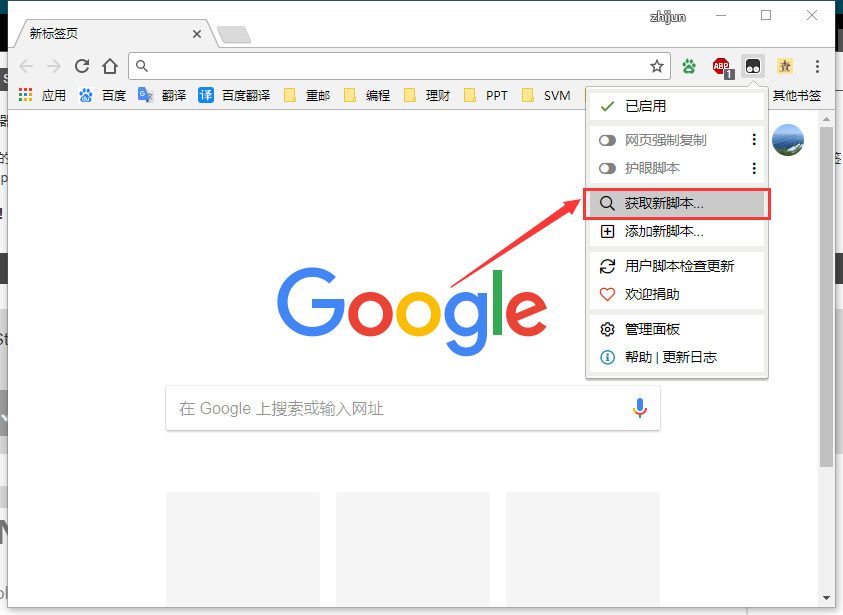 zhijun
新标签页
应用 百度 翻译 百度翻译 重邮 编程 理财 PPT SVM 其他书签
ABP 1
译
已启用
网页强制复制
护眼脚本
获取新脚本...
添加新脚本...
用户脚本检查更新
欢迎捐助
管理面板
帮助 | 更新日志
Google
在 Google 上搜索或输入网址